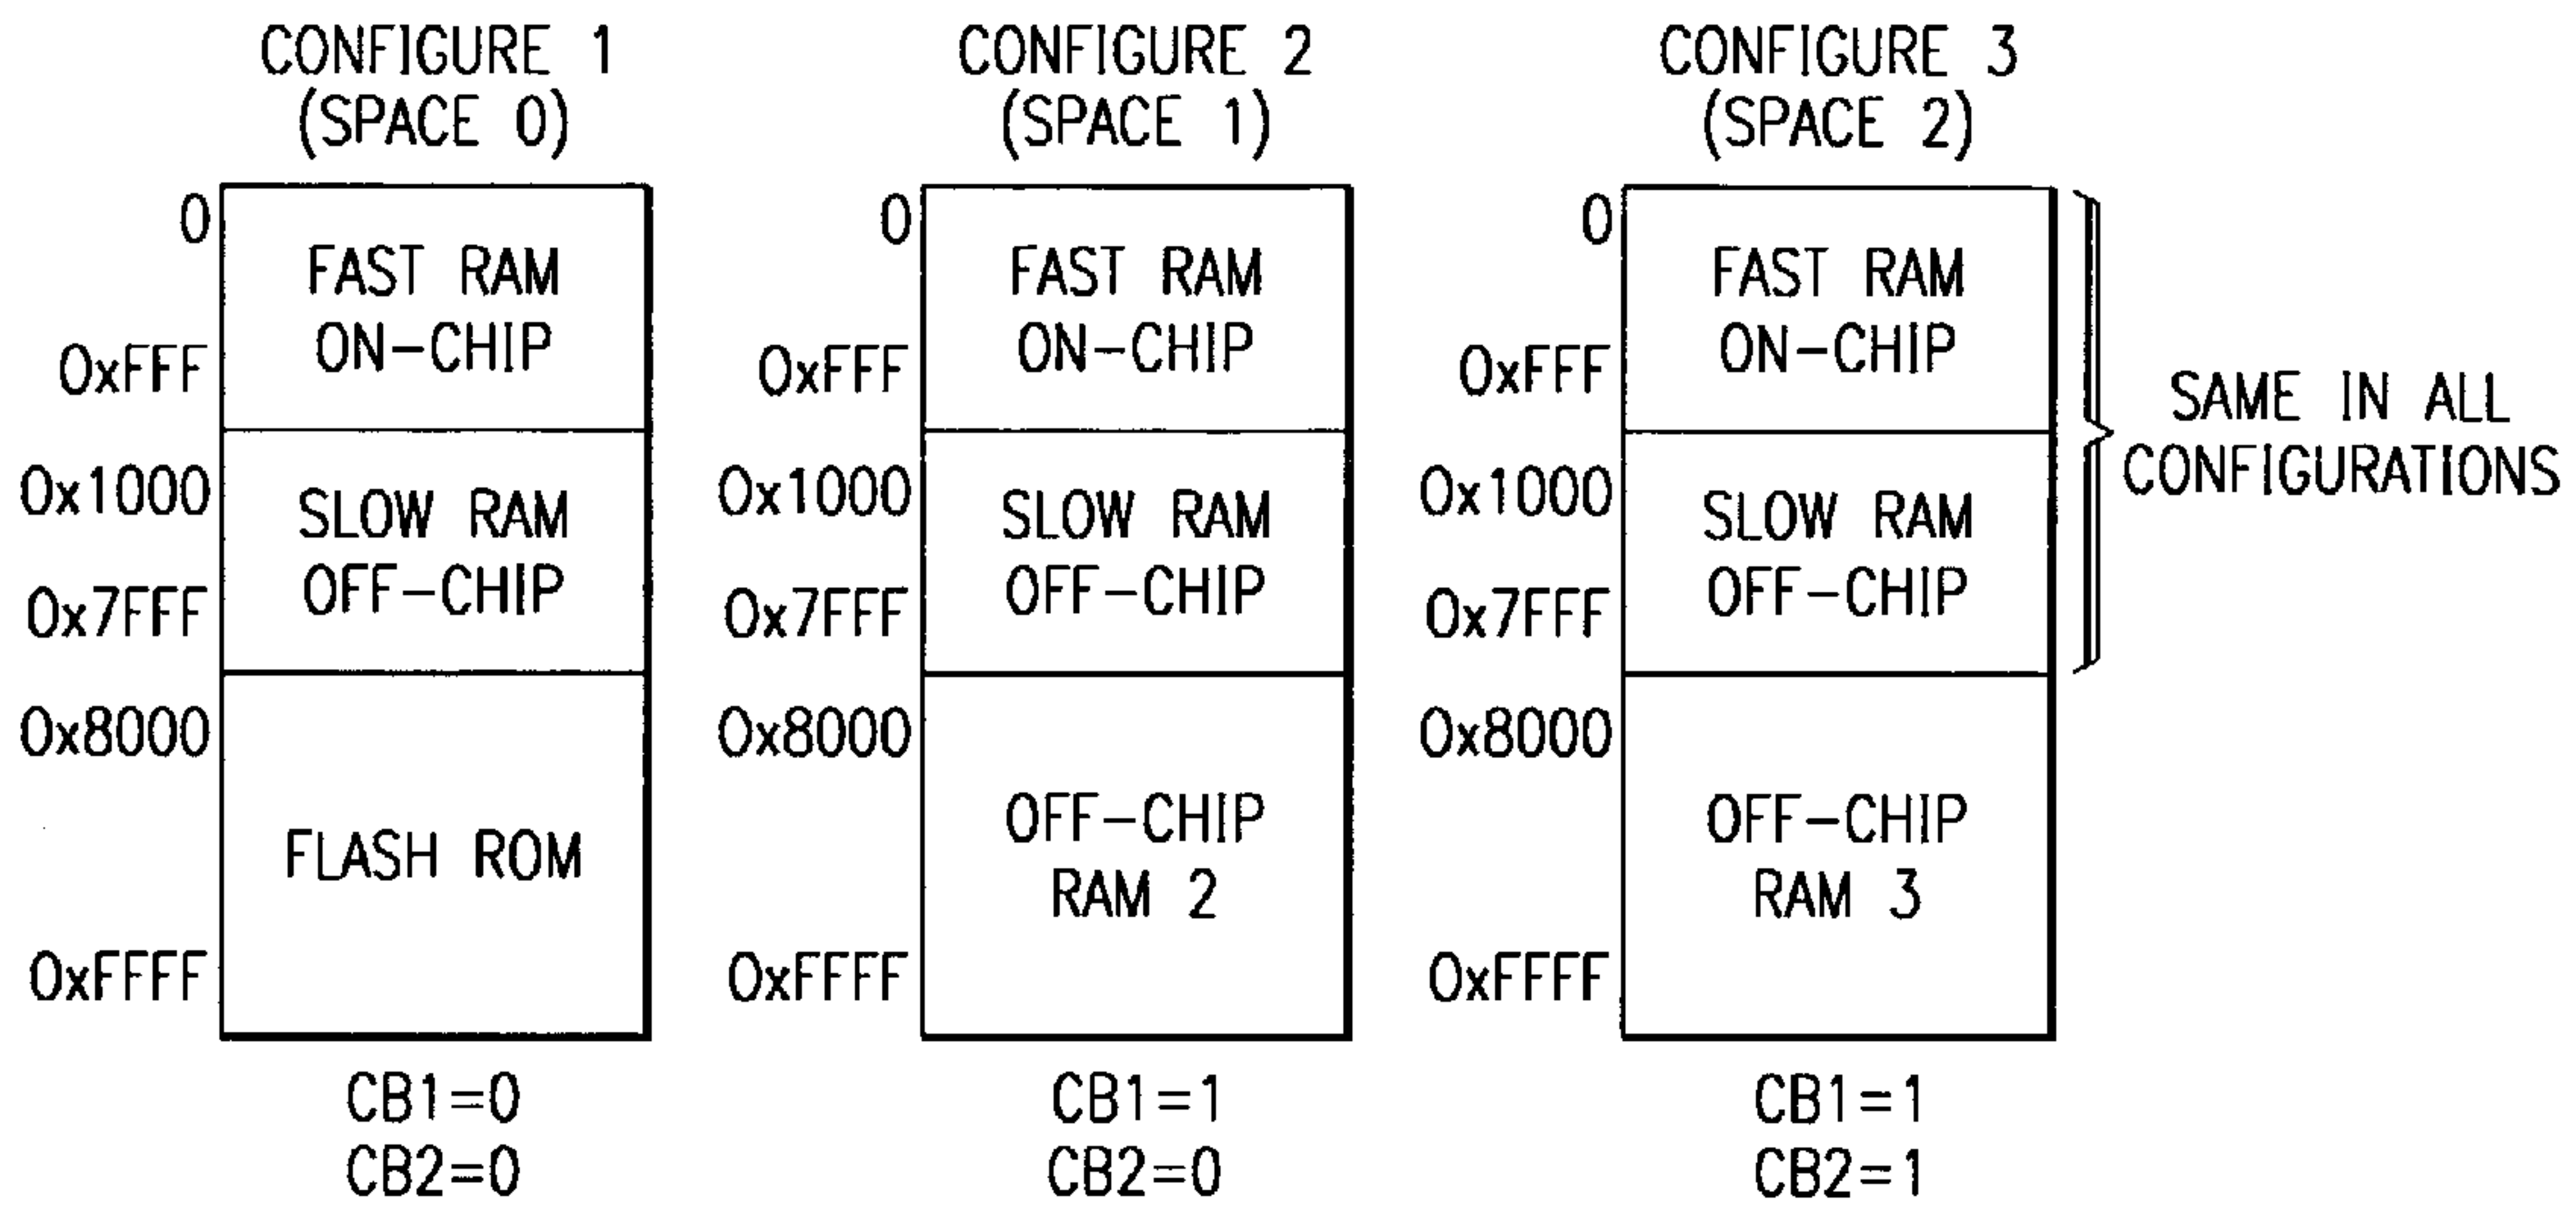 CONFIGURE 1
(SPACE 0)
0
FAST RAM
ON-CHIP
0xFFF
0x1000
SLOW RAM
OFF-CHIP
0x7FFF
0x8000
FLASH ROM
0xFFFF
CB1=0
CB2=0
CONFIGURE 2
(SPACE 1)
0
FAST RAM
ON-CHIP
0xFFF
0x1000
SLOW RAM
OFF-CHIP
0x7FFF
0x8000
OFF-CHIP
RAM 2
0xFFFF
CB1=1
CB2=0
CONFIGURE 3
(SPACE 2)
0
FAST RAM
ON-CHIP
0xFFF
0x1000
SLOW RAM
OFF-CHIP
0x7FFF
0x8000
OFF-CHIP
RAM 3
0xFFFF
CB1=1
CB2=1
SAME IN ALL
CONFIGURATIONS